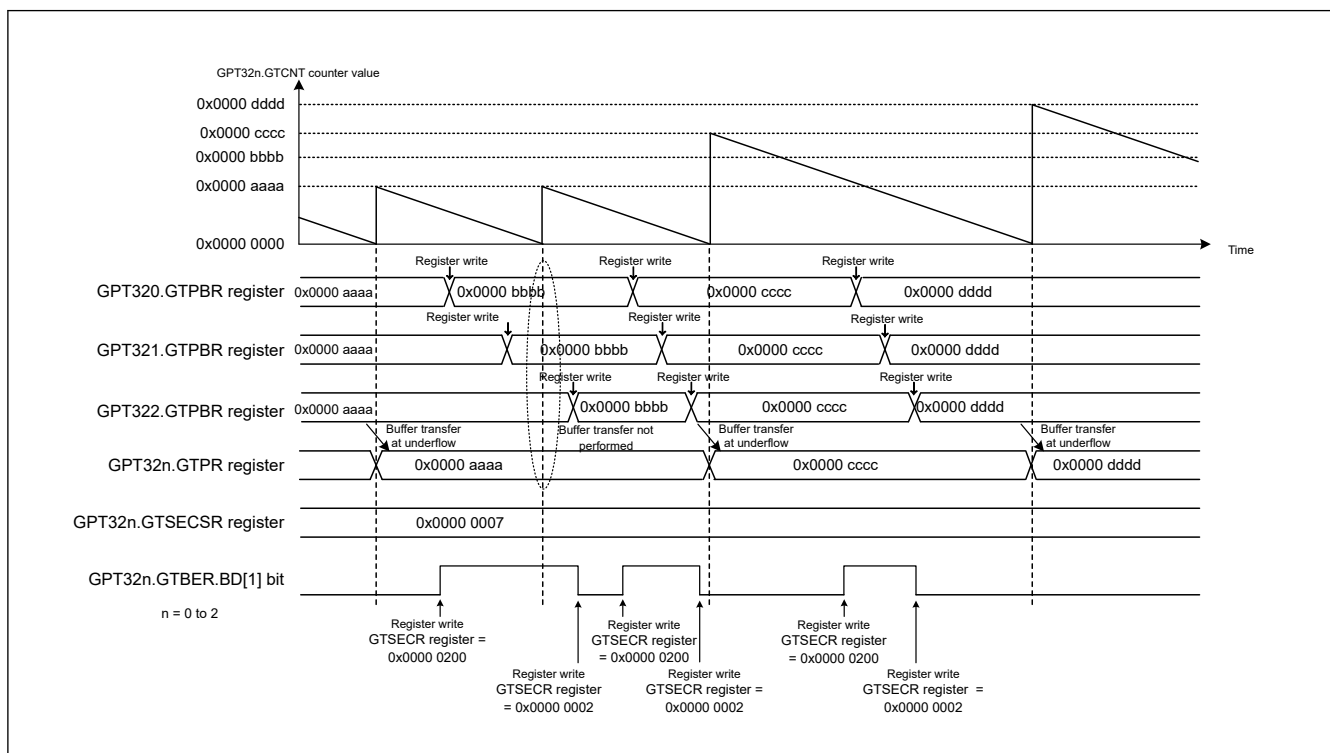 GPT32n.GTCNT counter value
0x0000 dddd
0x0000 cccc
0x0000 bbbb
0x0000 aaaa
0x0000 0000
Time
Register write
Register write
Register write
GPT320.GTPBR register
0x0000 aaaa
0x0000 bbbb
0x0000 cccc
0x0000 dddd
Register write
Register write
Register write
GPT321.GTPBR register
0x0000 aaaa
0x0000 bbbb
0x0000 cccc
0x0000 dddd
Register write
Register write
Register write
GPT322.GTPBR register
0x0000 aaaa
0x0000 bbbb
0x0000 cccc
0x0000 dddd
Buffer transfer
at underflow
Buffer transfer not
performed
Buffer transfer
at underflow
Buffer transfer
at underflow
GPT32n.GTPR register
0x0000 aaaa
0x0000 cccc
0x0000 dddd
GPT32n.GTSECSR register
0x0000 0007
GPT32n.GTBER.BD[1] bit
n = 0 to 2
Register write
GTSECR register =
0x0000 0200
Register write
GTSECR register
= 0x0000 0200
Register write
GTSECR register
= 0x0000 0200
Register write
GTSECR register
= 0x0000 0002
Register write
GTSECR register =
0x0000 0002
Register write
GTSECR register =
0x0000 0002